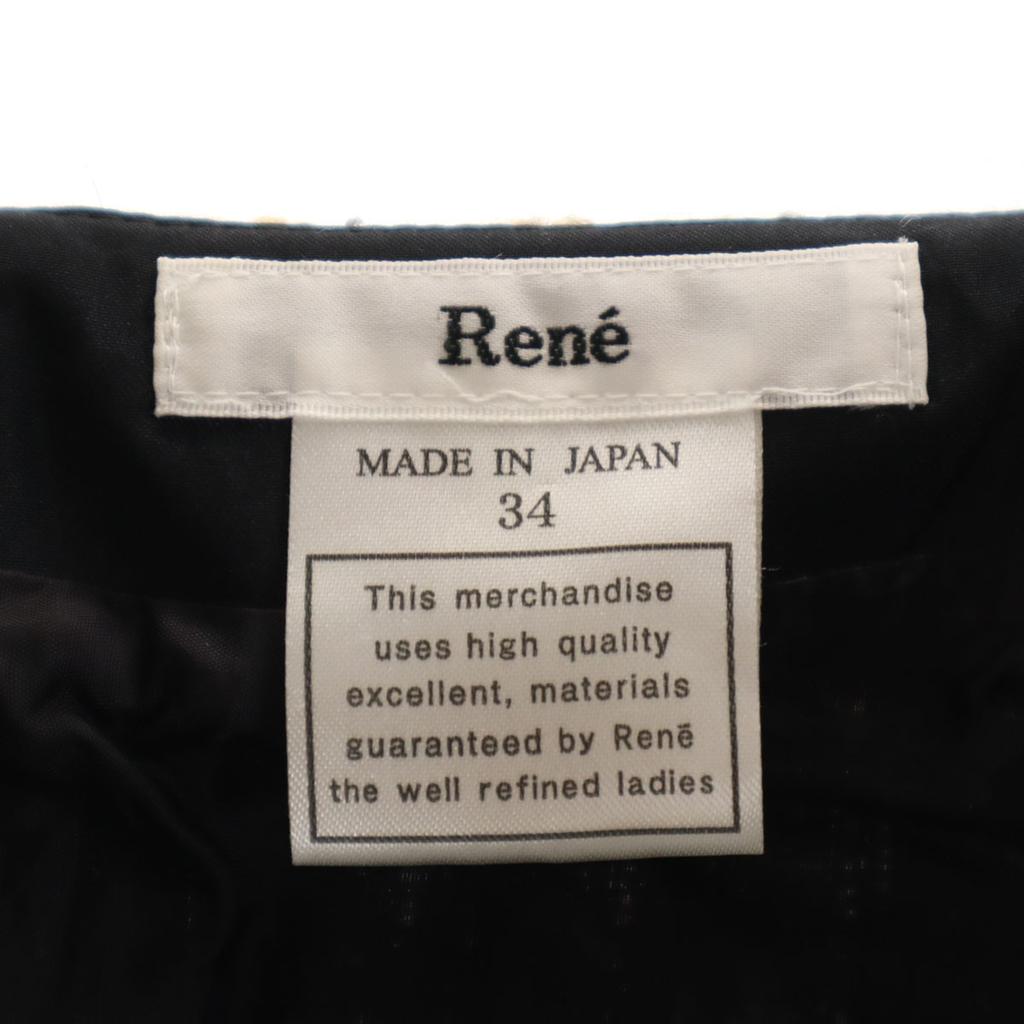 René
MADE IN JAPAN
34
This merchandise
uses high quality
excellent, materials
guaranteed by Renē
the well refined ladies